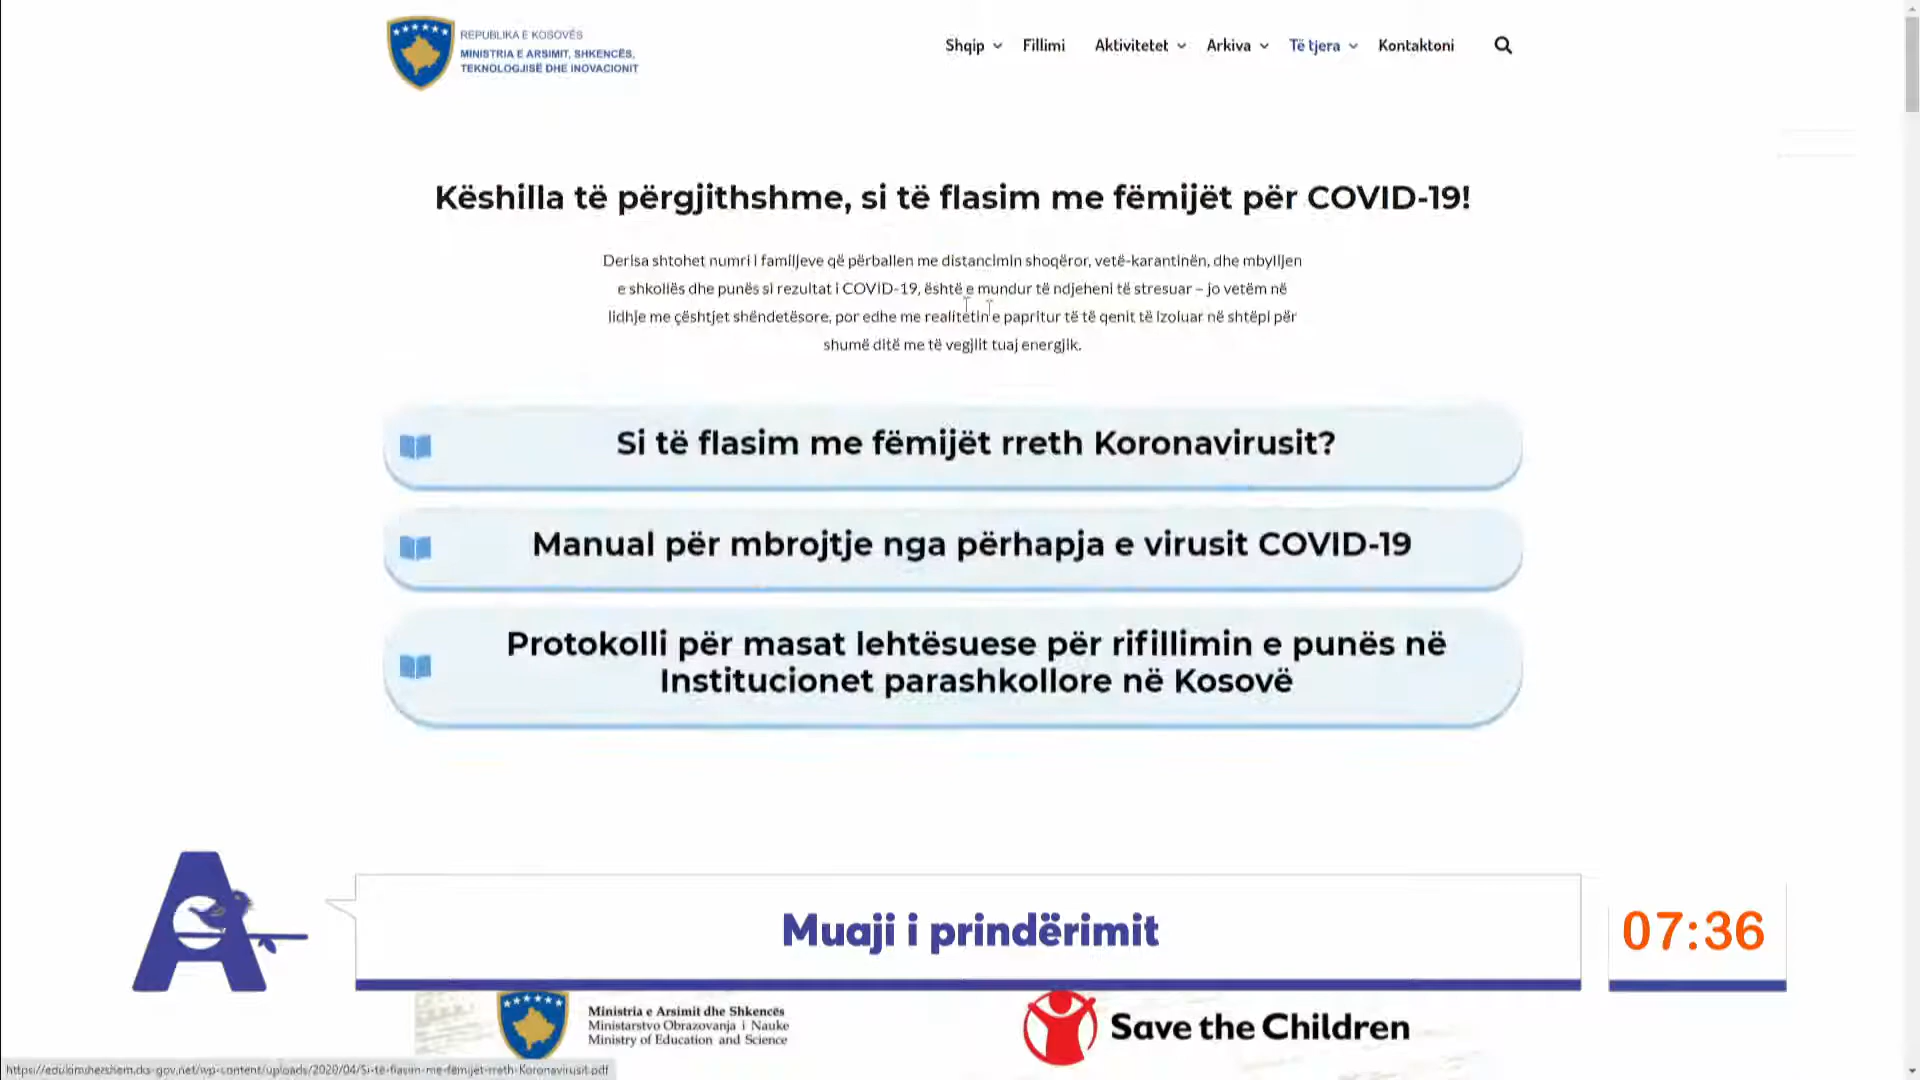 REPUBLIKA E KOSOVËS
MINISTRIA E ARSIMIT, SHKENCËS,
TEKNOLOGJISË DHE INOVACIONIT
Shqip Fillimi Aktivitetet Arkiva Të tjera Kontaktoni
Këshilla të përgjithshme, si të flasim me fëmijët për COVID-19!
Derisa shtohet numri i familjeve që përballen me distancimin shoqëror, vetë-karantinën, dhe mbylljen
e shkollës dhe punës si rezultat i COVID-19, është e mundur të ndjeheni të stresuar – jo vetëm në
lidhje me çështjet shëndetësore, por edhe me realitetin e papritur të të qenit të izoluar në shtëpi për
shumë ditë me të vegjlit tuaj energjik.
Si të flasim me fëmijët rreth Koronavirusit?
Manual për mbrojtje nga përhapja e virusit COVID-19
Protokolli për masat lehtësuese për rifillimin e punës në
Institucionet parashkollore në Kosovë
Muaji i prindërimit
07:36
Ministria e Arsimit dhe Shkencës
Ministarstvo Obrazovanja i Nauke
Ministry of Education and Science
Save the Children